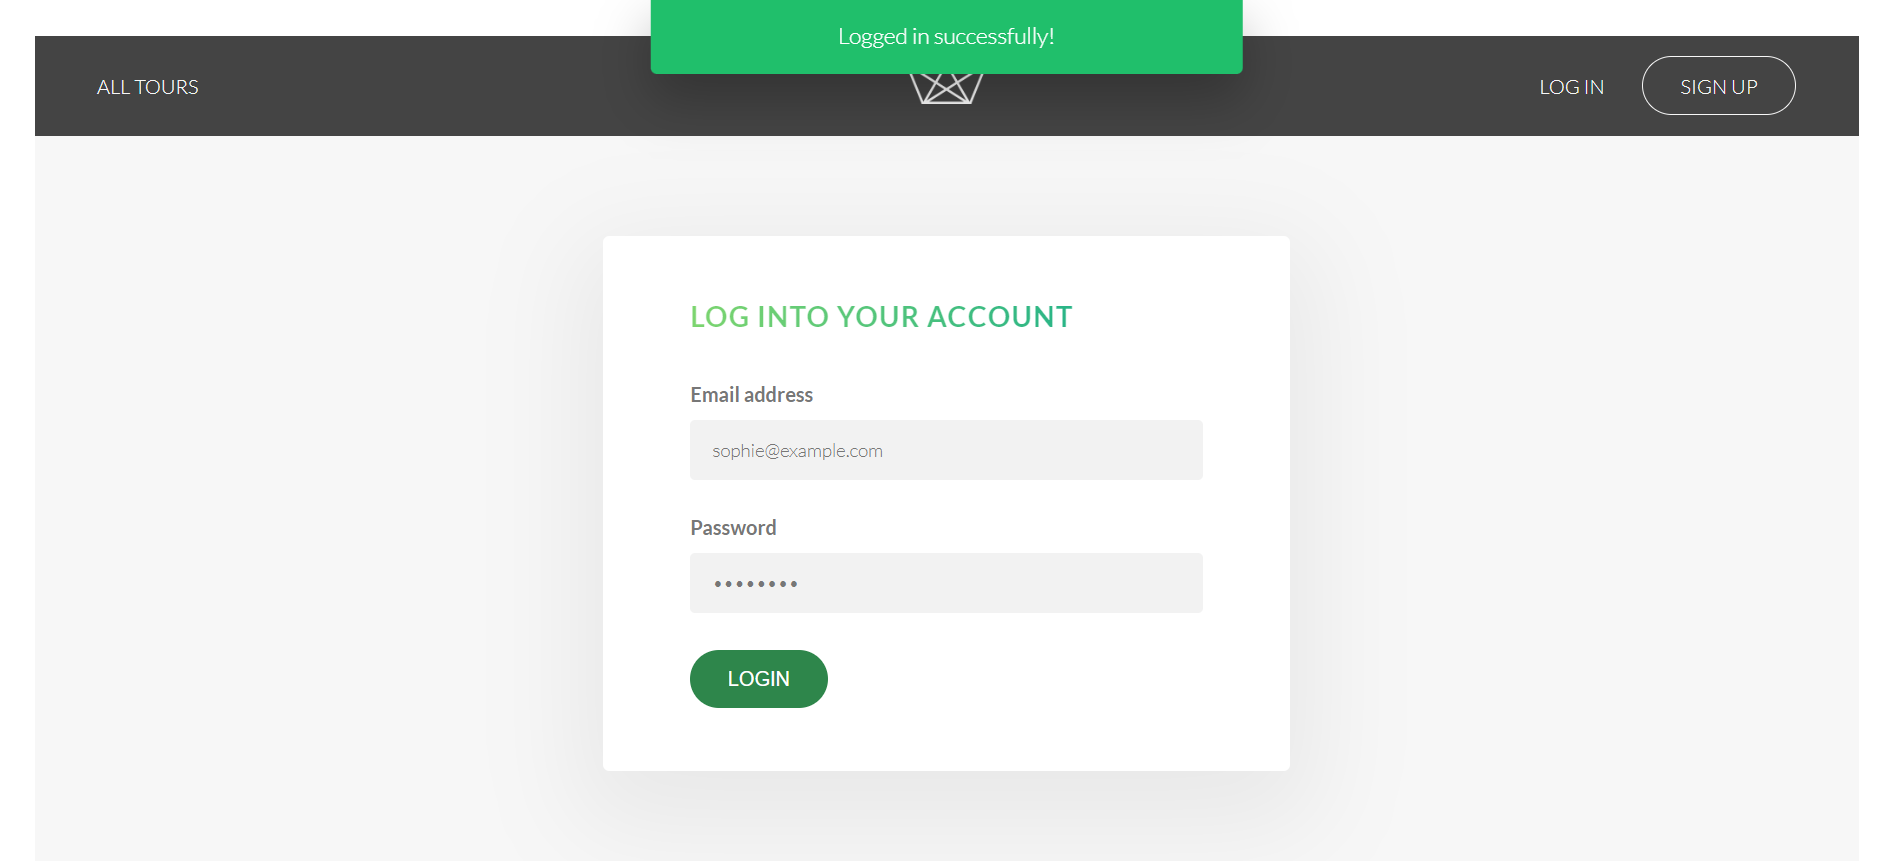 Logged in successfully!
ALL TOURS
LOG IN
SIGN UP
LOG INTO YOUR ACCOUNT
Email address
sophie@example.com
Password
••••••••
LOGIN